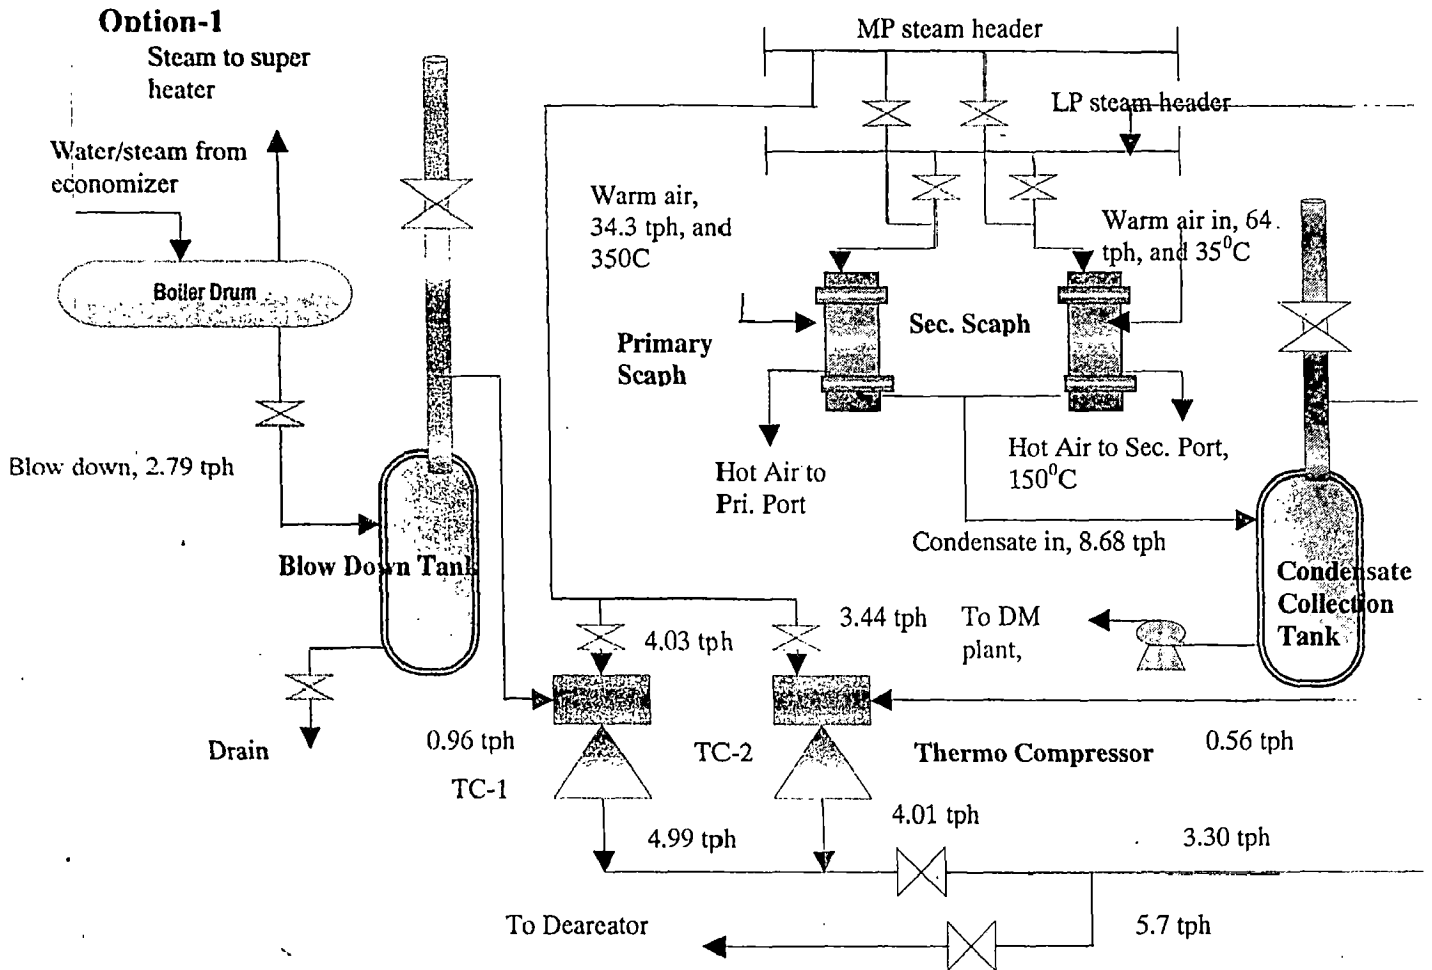 Option-1
Steam to super
heater
Water/steam from
economizer
Boiler Drum
Blow down, 2.79 tph
Blow Down Tank
Drain
MP steam header
LP steam header
Warm air,
34.3 tph, and
350C
Warm air in, 64.
tph, and 35⁰C
Primary
Scaph
Sec. Scaph
Hot Air to
Pri. Port
Hot Air to Sec. Port,
150⁰C
Condensate in, 8.68 tph
Condensate
Collection
Tank
4.03 tph
3.44 tph
To DM
plant,
0.96 tph
TC-1
TC-2
Thermo Compressor
0.56 tph
4.99 tph
4.01 tph
3.30 tph
To Deareator
5.7 tph